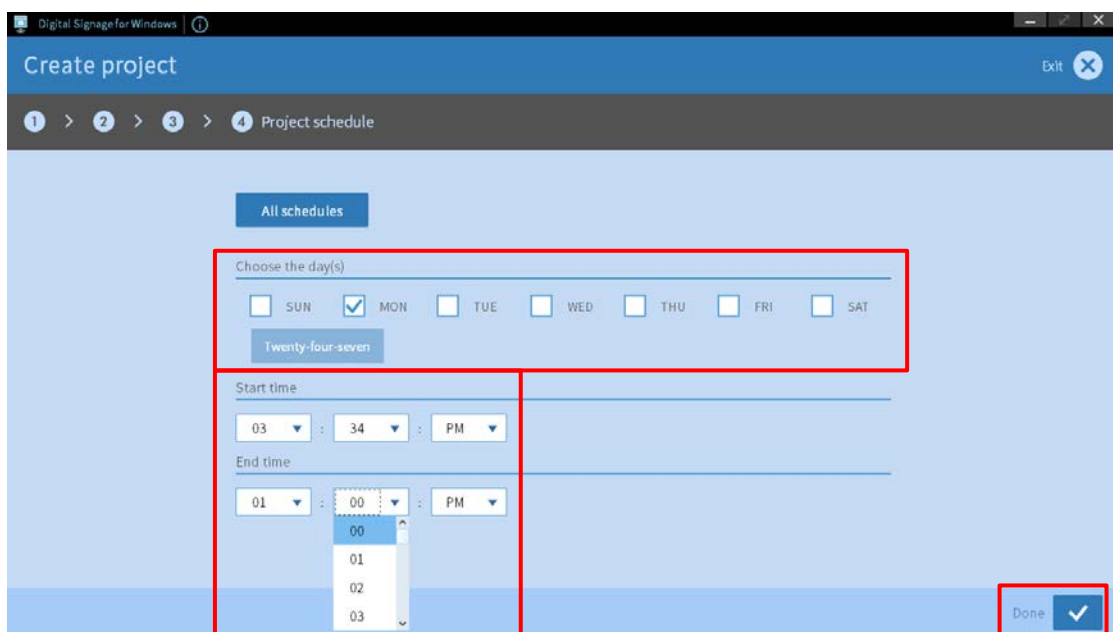 Digital Signage for Windows
Create project
Exit
1 > 2 > 3 > 4 Project schedule
All schedules
Choose the day(s)
SUN MON TUE WED THU FRI SAT
Twenty-four-seven
Start time
03 : 34 : PM
End time
01 : 00 : PM
00
01
02
03
Done